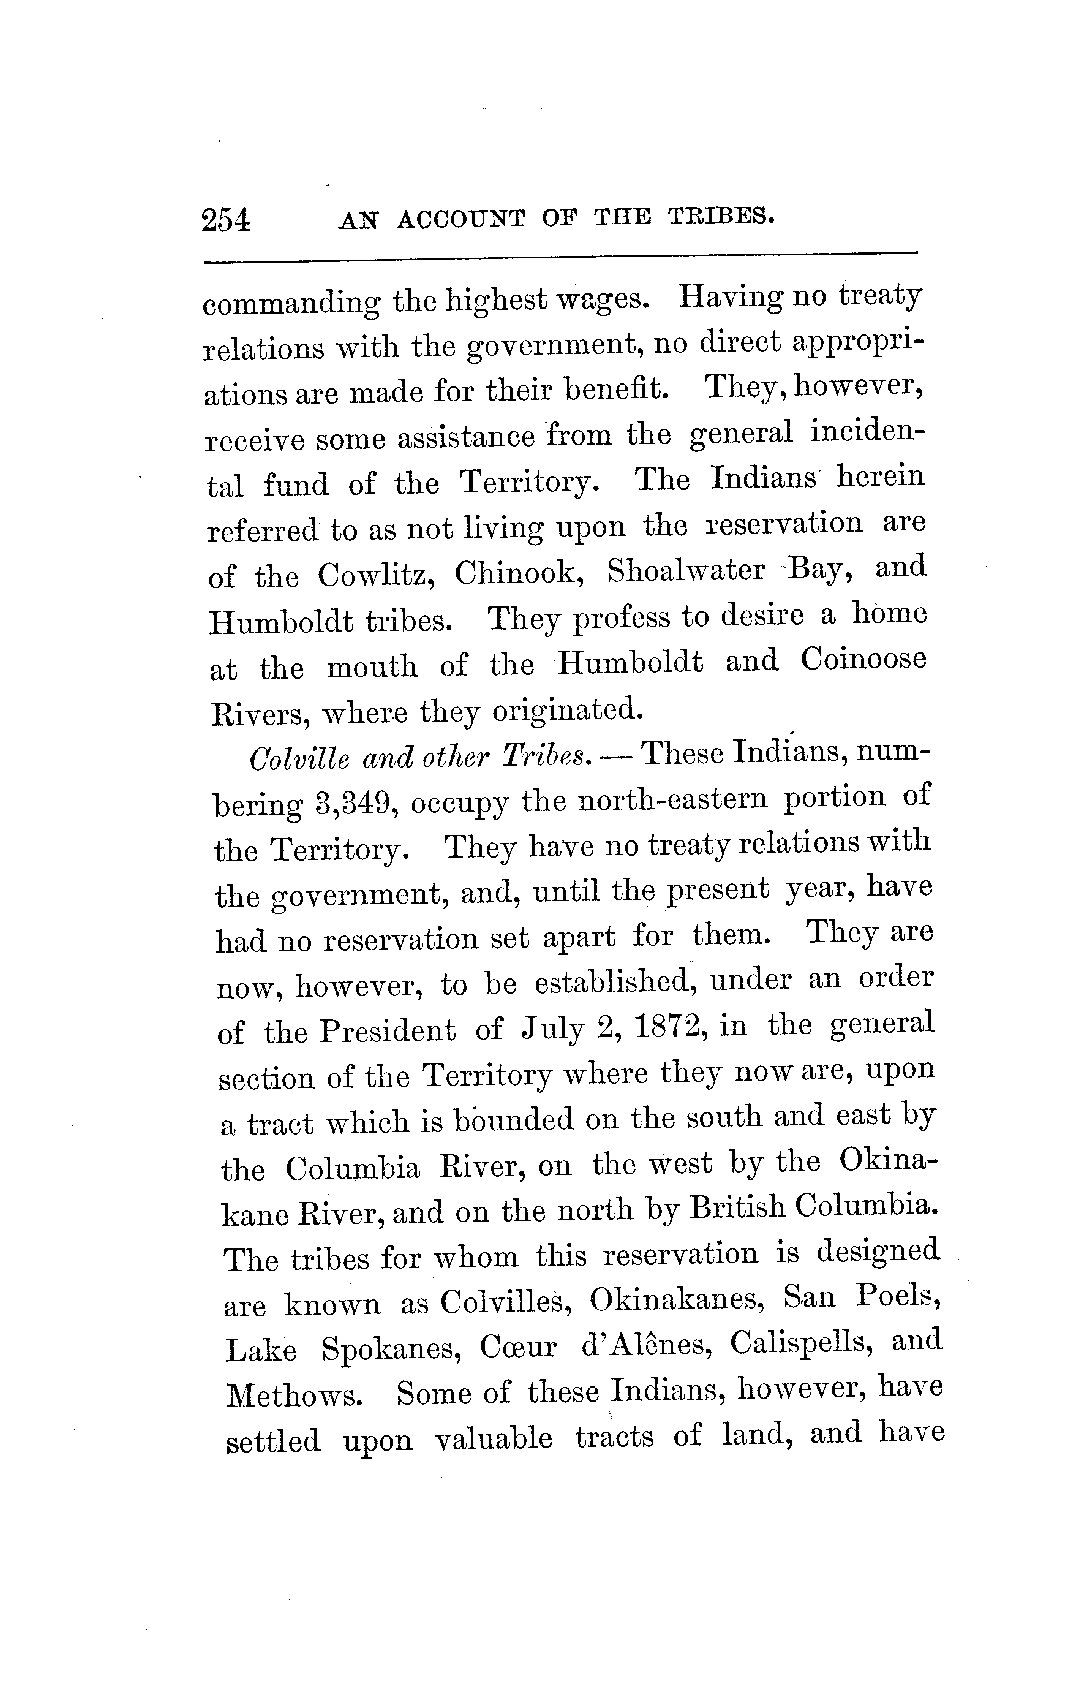 254 AN ACCOUNT OF THE TRIBES.
commanding the highest wages. Having no treaty
relations with the government, no direct appropri-
ations are made for their benefit. They, however,
receive some assistance from the general inciden-
tal fund of the Territory. The Indians herein
referred to as not living upon the reservation are
of the Cowlitz, Chinook, Shoalwater Bay, and
Humboldt tribes. They profess to desire a home
at the mouth of the Humboldt and Coinoose
Rivers, where they originated.
Colville and other Tribes. — These Indians, num-
bering 3,349, occupy the north-eastern portion of
the Territory. They have no treaty relations with
the government, and, until the present year, have
had no reservation set apart for them. They are
now, however, to be established, under an order
of the President of July 2, 1872, in the general
section of the Territory where they now are, upon
a tract which is bounded on the south and east by
the Columbia River, on the west by the Okina-
kane River, and on the north by British Columbia.
The tribes for whom this reservation is designed
are known as Colvilles, Okinakanes, San Poels,
Lake Spokanes, Cœur d'Alênes, Calispells, and
Methows. Some of these Indians, however, have
settled upon valuable tracts of land, and have